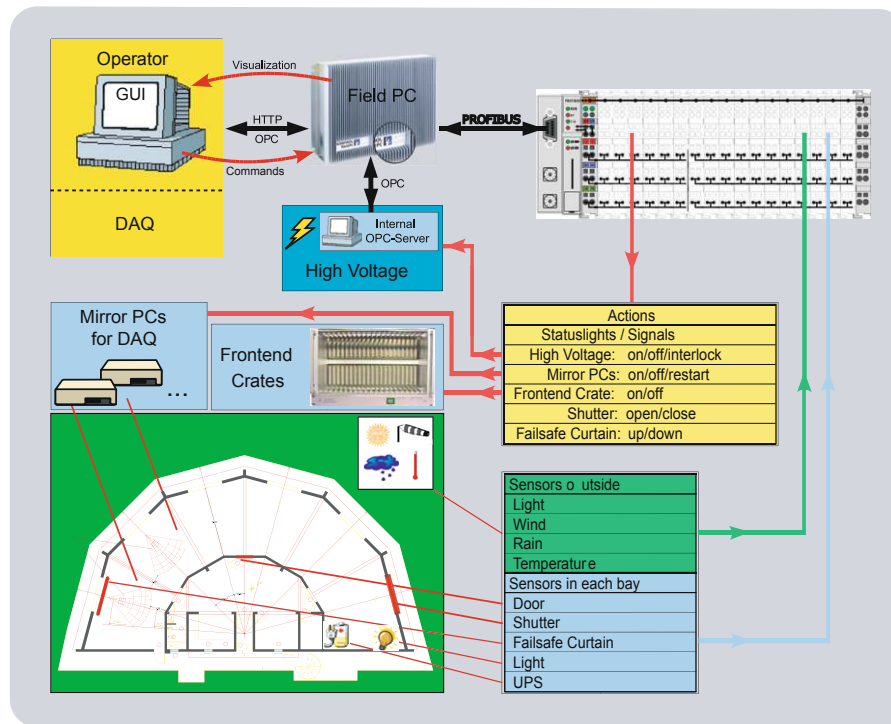 Operator
GUI
DAQ
Visualization
HTTP
OPC
Commands
Field PC
PROFIBUS
OPC
Internal
OPC-Server
High Voltage
Mirror PCs
for DAQ
...
Frontend
Crates
Actions
Statuslights / Signals
High Voltage: on/off/interlock
Mirror PCs: on/off/restart
Frontend Crate: on/off
Shutter: open/close
Failsafe Curtain: up/down
Sensors o utside
Light
Wind
Rain
Temperature
Sensors in each bay
Door
Shutter
Failsafe Curtain
Light
UPS